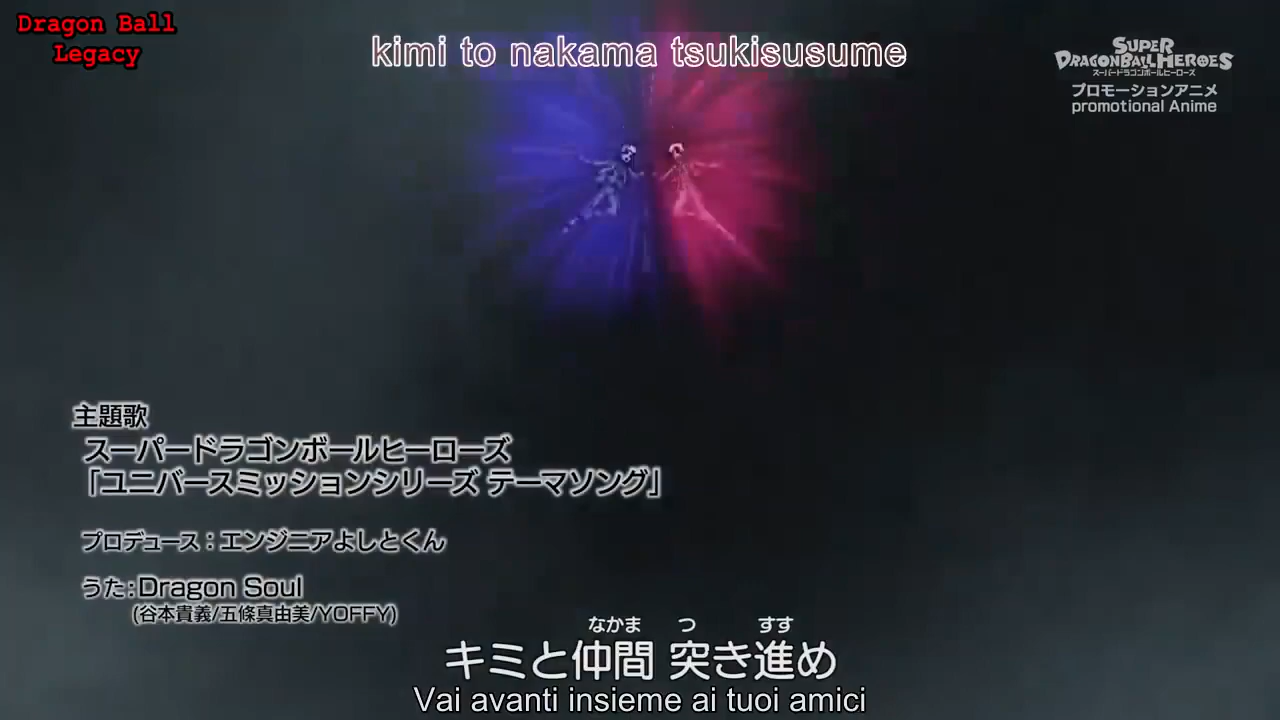 Dragon Ball
Legacy
kimi to nakama tsukisusume
SUPER
DRAGONBALL HEROES
スーパードラゴンボールヒーローズ
プロモーションアニメ
promotional Anime
主題歌
スーパードラゴンボールヒーローズ
「ユニバースミッションシリーズ テーマソング」
プロデュース：エンジニアよしとくん
うた：Dragon Soul
(谷本貴義/五條真由美/YOFFY)
なかま つ すす
キミと仲間 突き進め
Vai avanti insieme ai tuoi amici